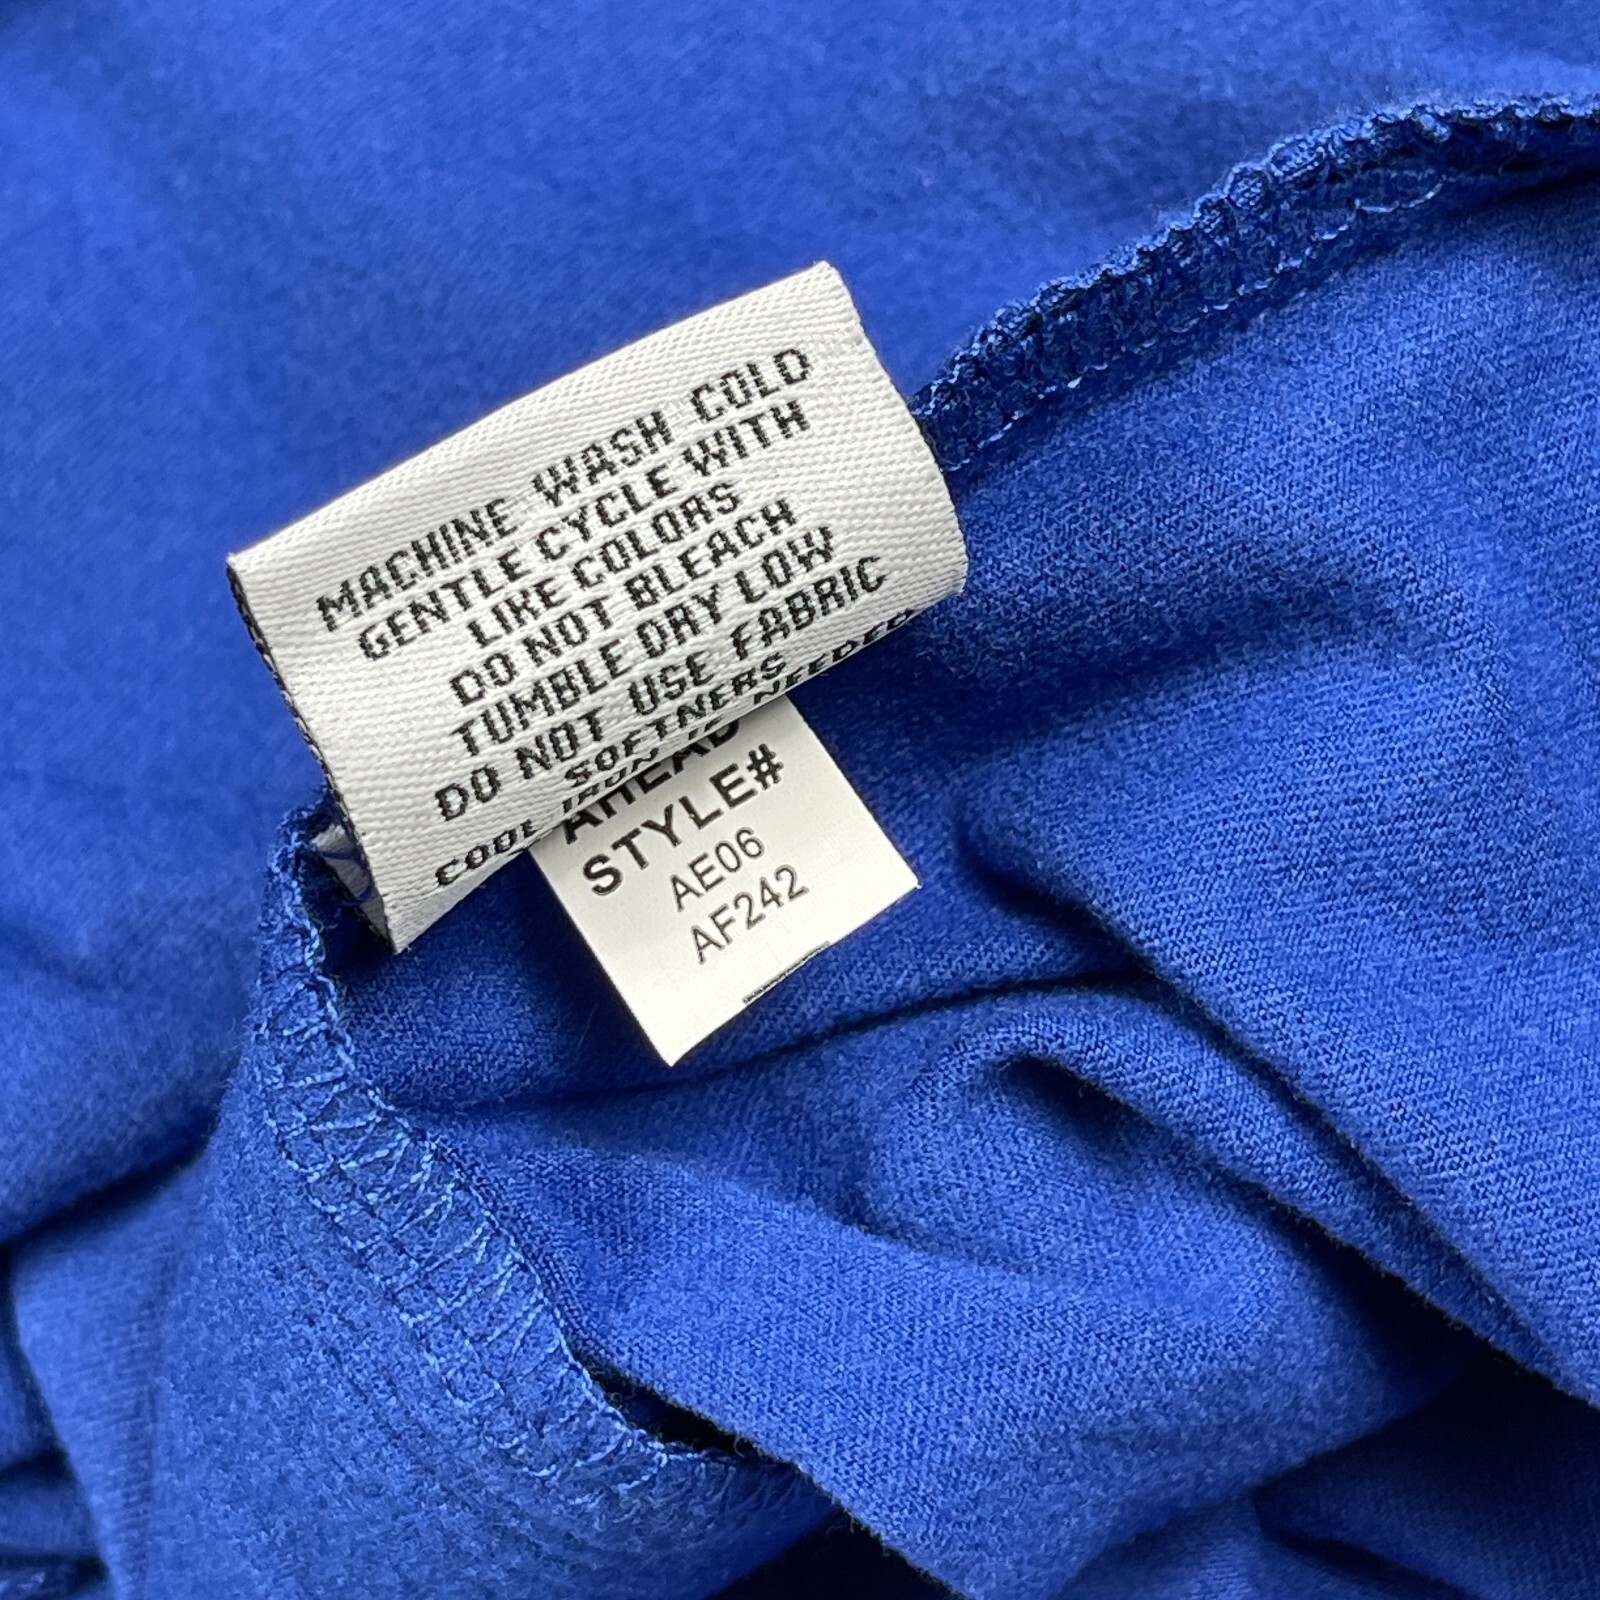 MACHINE WASH COLD
GENTLE CYCLE WITH
LIKE COLORS
DO NOT BLEACH
TUMBLE DRY LOW
DO NOT USE FABRIC
SOFTNERS
COOL IRON IF NEEDED
AHEAD
STYLE#
AE06
AF242